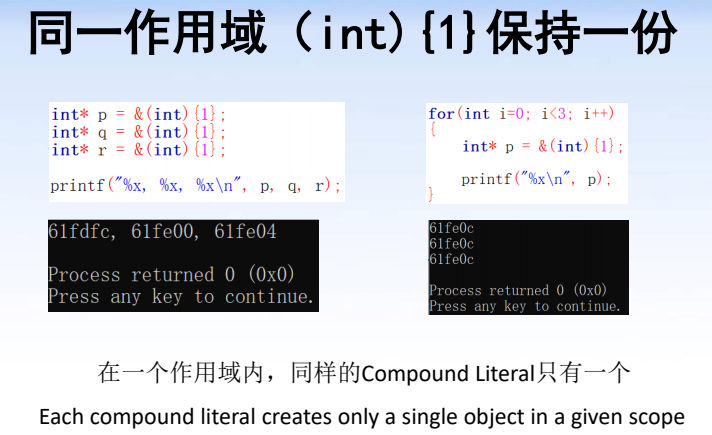 同一作用域（int){1}保持一份
int* p = &(int){1};
int* q = &(int){1};
int* r = &(int){1};
printf("%x, %x, %x\n", p, q, r);
61fdfc, 61fe00, 61fe04
Process returned 0 (0x0)
Press any key to continue.
for(int i=0; i<3; i++)
{
int* p = &(int){1};
printf("%x\n", p);
}
61fe0c
61fe0c
61fe0c
Process returned 0 (0x0)
Press any key to continue.
在一个作用域内，同样的Compound Literal只有一个
Each compound literal creates only a single object in a given scope